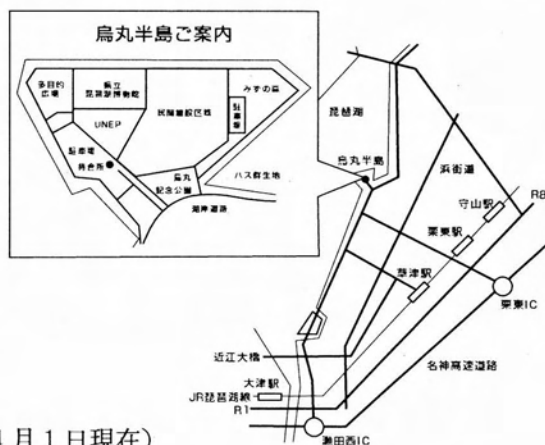 烏丸半島ご案内
多目的
広場
県立
琵琶湖博物館
UNEP
民間建設区域
みずの森
駐車場
駐車場
待合所
烏丸
記念公園
湖岸道路
ハス群生地
琵琶湖
烏丸半島
浜街道
守山駅
R8
栗東駅
草津駅
栗東IC
近江大橋
名神高速道路
大津駅
JR琵琶湖線
R1
瀬田西IC
月1日現在)